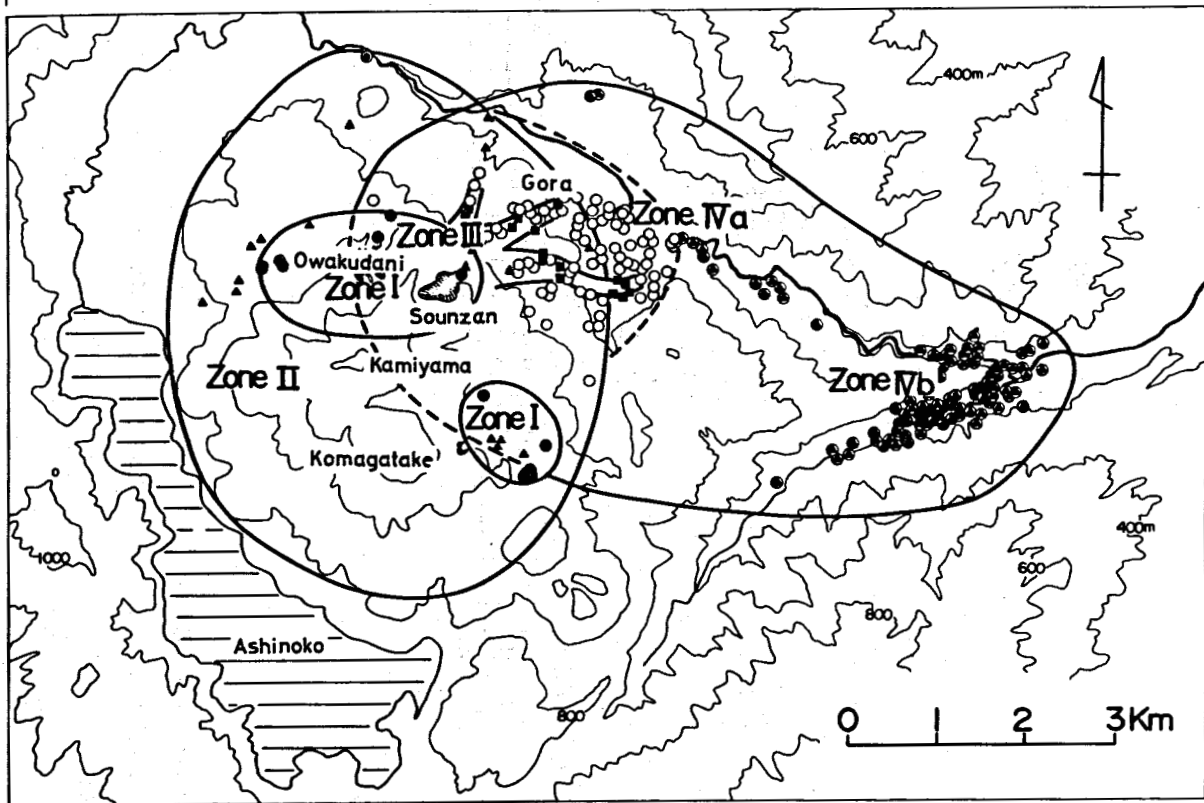 400m
600
Gora
Zone IVa
Zone III
Owakudani
Zone I
Sounzan
Kamiyama
Zone II
Zone IVb
Zone I
Komagatake
400m
1000
600
800
Ashinoko
800
0 1 2 3Km